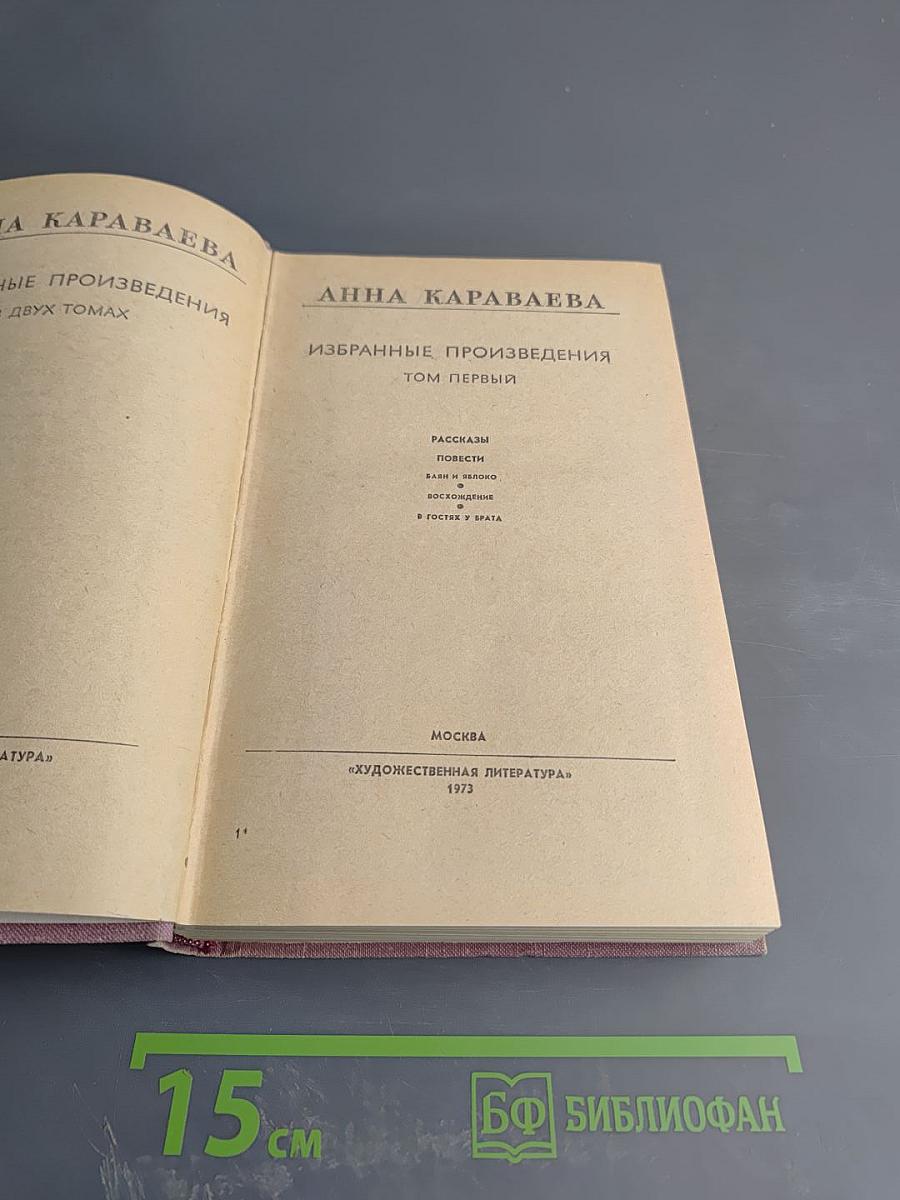 НА КАРАВАЕВА
НЫЕ ПРОИЗВЕДЕНИЯ
В ДВУХ ТОМАХ
АТУРА»
АННА КАРАВАЕВА
ИЗБРАННЫЕ ПРОИЗВЕДЕНИЯ
ТОМ ПЕРВЫЙ
РАССКАЗЫ
ПОВЕСТИ
БАЯН И ЯБЛОКО
ВОСХОЖДЕНИЕ
В ГОСТЯХ У БРАТА
МОСКВА
«ХУДОЖЕСТВЕННАЯ ЛИТЕРАТУРА»
1973
1*
15 см
БФ БИБЛИОФАН